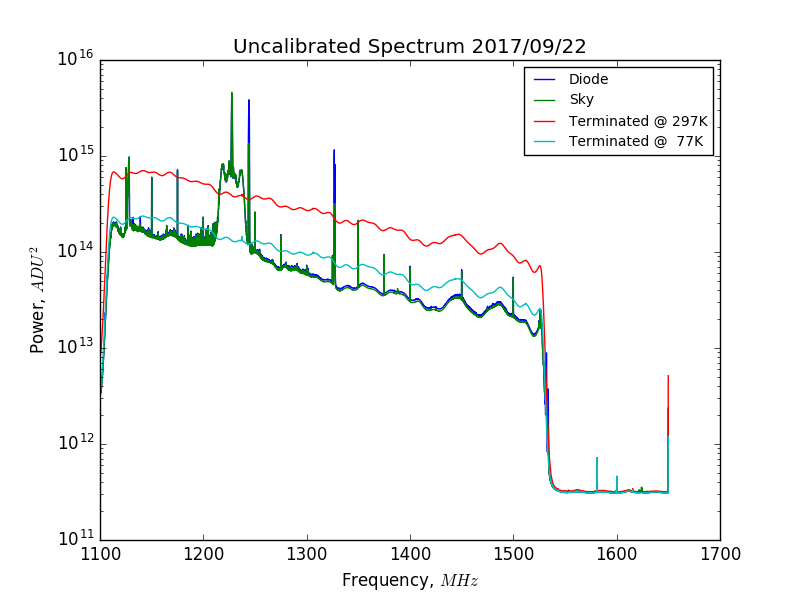 Uncalibrated Spectrum 2017/09/22
Diode
Sky
Terminated @ 297K
Terminated @  77K
10^16
10^15
10^14
10^13
10^12
10^11
Power, ADU^2
1100 1200 1300 1400 1500 1600 1700
Frequency, MHz